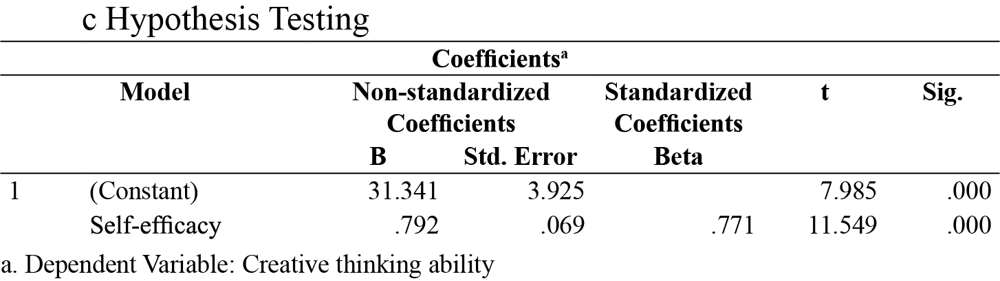 c Hypothesis Testing
Coefficientsa
Model Non-standardized Standardized t Sig.
Coefficients Coefficients
B Std. Error Beta
1 (Constant) 31.341 3.925 7.985 .000
Self-efficacy .792 .069 .771 11.549 .000
a. Dependent Variable: Creative thinking ability